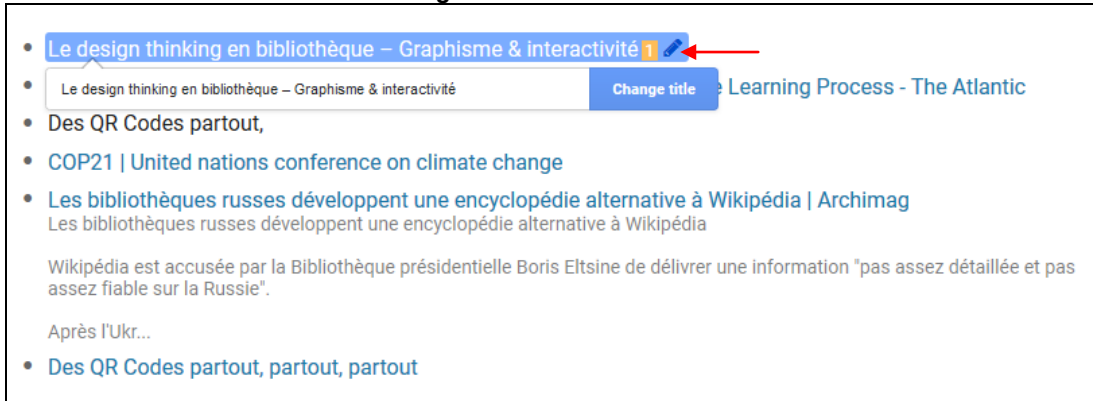 Le design thinking en bibliothèque – Graphisme & interactivité 1
Le design thinking en bibliothèque – Graphisme & interactivité Change title
Learning Process - The Atlantic
Des QR Codes partout,
COP21 | United nations conference on climate change
Les bibliothèques russes développent une encyclopédie alternative à Wikipédia | Archimag
Les bibliothèques russes développent une encyclopédie alternative à Wikipédia
Wikipédia est accusée par la Bibliothèque présidentielle Boris Eltsine de délivrer une information "pas assez détaillée et pas
assez fiable sur la Russie".
Après l'Ukr...
Des QR Codes partout, partout, partout